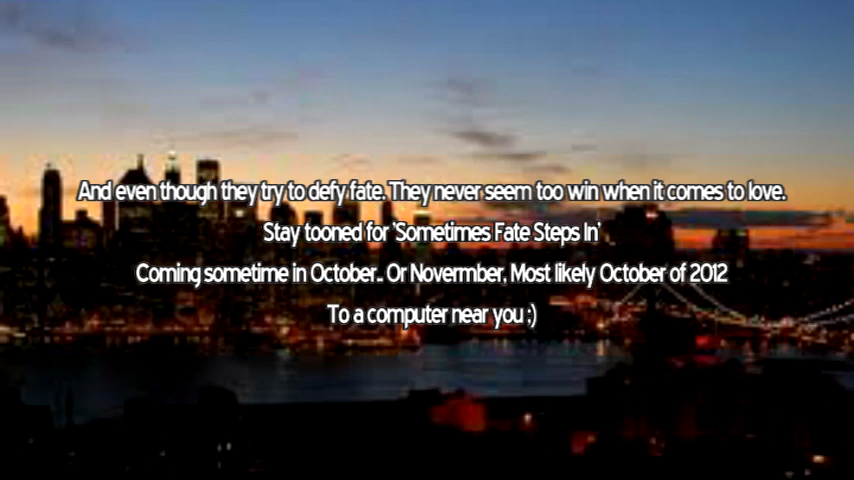 And even though they try to defy fate. They never seem too win when it comes to love.
Stay tooned for 'Sometimes Fate Steps In'
Coming sometime in October.. Or Novermber, Most likely October of 2012
To a computer near you ;)